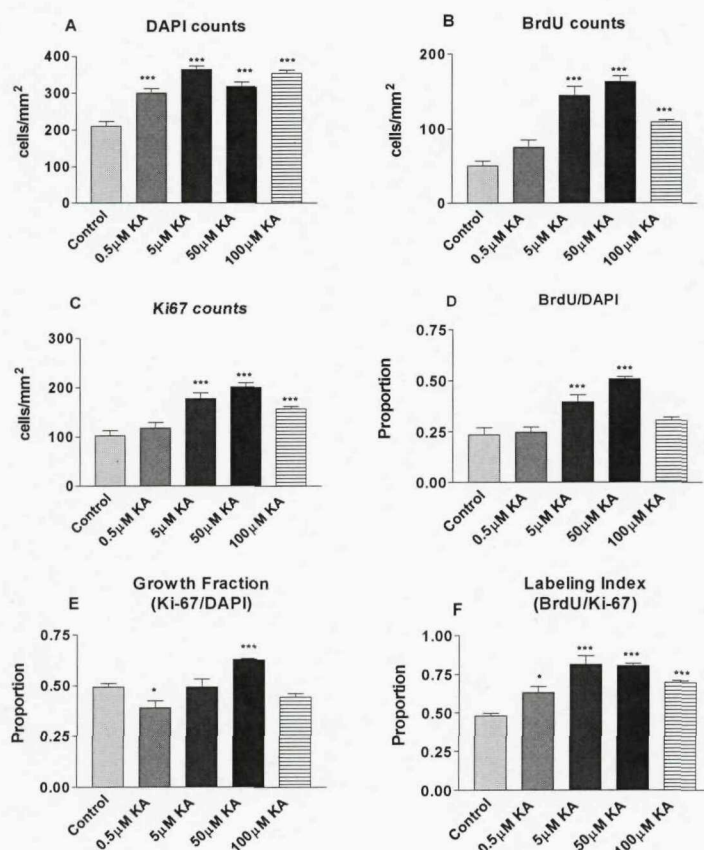 A
DAPI counts
cells/mm²
400
300
200
100
0
***
***
***
***
Control
0.5μM KA
5μM KA
50μM KA
100μM KA
B
BrdU counts
cells/mm²
200
100
0
***
***
***
Control
0.5μM KA
5μM KA
50μM KA
100μM KA
C
Ki67 counts
cells/mm²
300
200
100
0
***
***
***
Control
0.5μM KA
5μM KA
50μM KA
100μM KA
D
BrdU/DAPI
Proportion
0.75
0.50
0.25
0.00
***
***
Control
0.5μM KA
5μM KA
50μM KA
100μM KA
E
Growth Fraction
(Ki-67/DAPI)
Proportion
0.75
0.50
0.25
0.00
*
***
Control
0.5μM KA
5μM KA
50μM KA
100μM KA
F
Labeling Index
(BrdU/Ki-67)
Proportion
1.00
0.75
0.50
0.25
0.00
*
***
***
***
Control
0.5μM KA
5μM KA
50μM KA
100μM KA